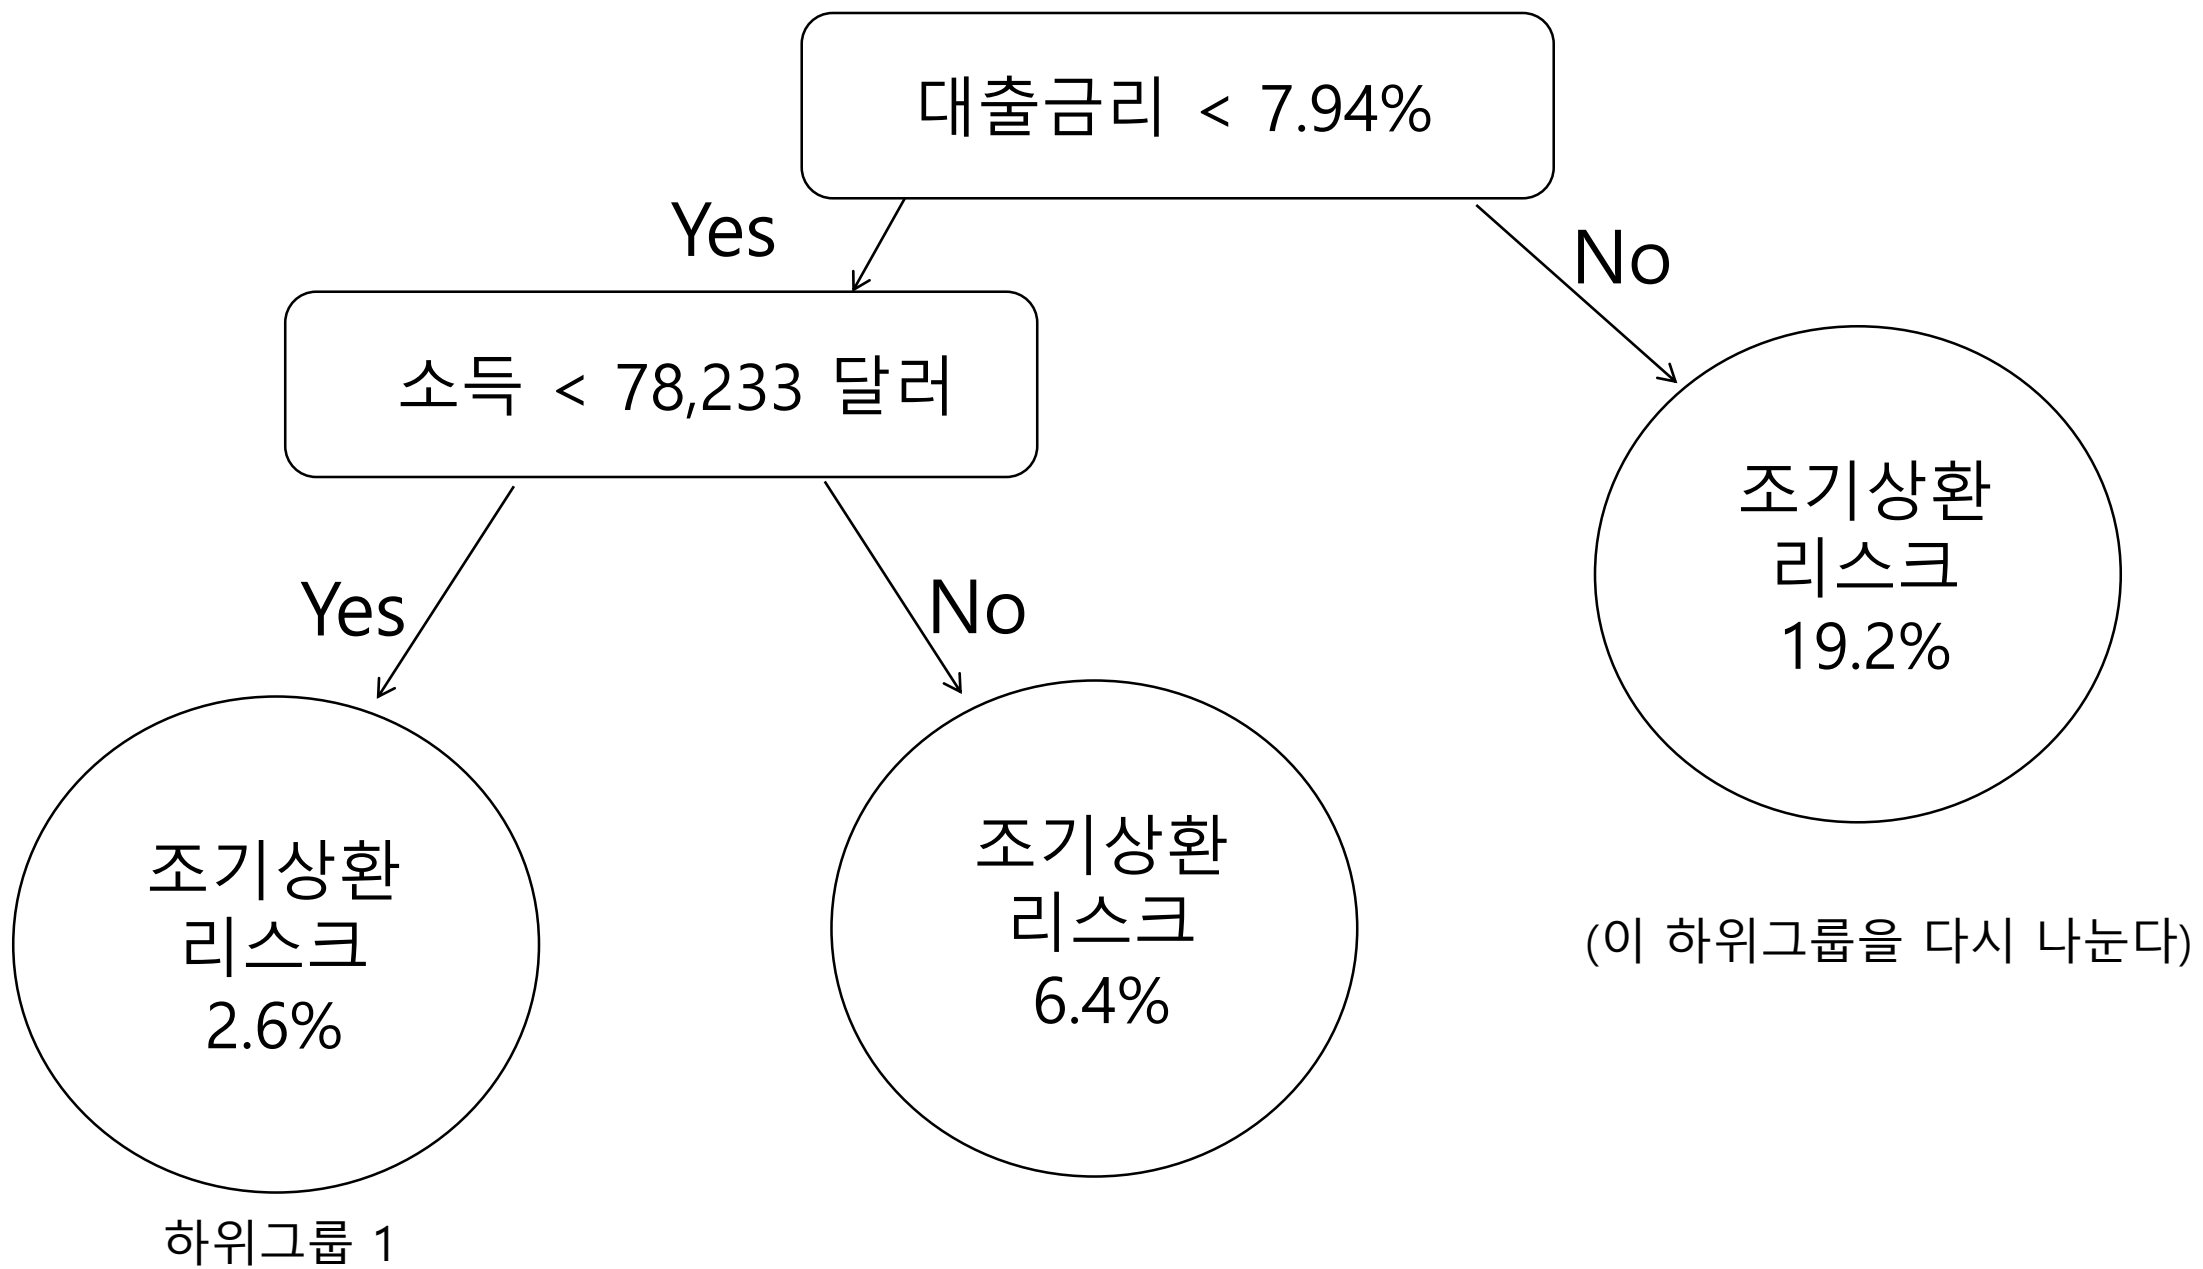 대출금리 < 7.94%
Yes
No
소득 < 78,233 달러
조기상환
리스크
19.2%
Yes
No
조기상환
리스크
2.6%
조기상환
리스크
6.4%
(이 하위그룹을 다시 나눈다)
하위그룹 1